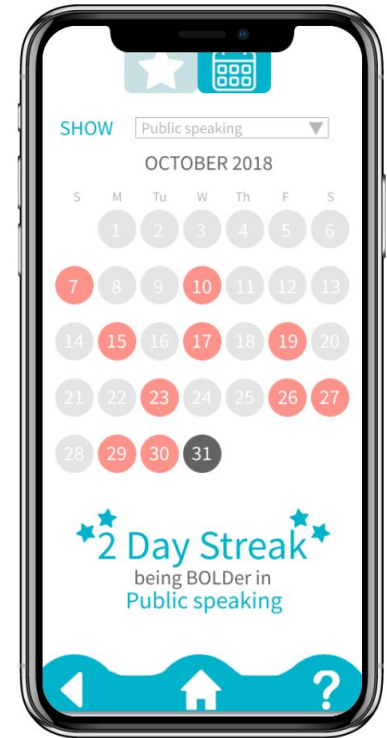 SHOW Public speaking
OCTOBER 2018
S M Tu W Th F S
1 2 3 4 5 6
7 8 9 10 11 12 13
14 15 16 17 18 19 20
21 22 23 24 25 26 27
28 29 30 31
2 Day Streak
being BOLDer in
Public speaking
?